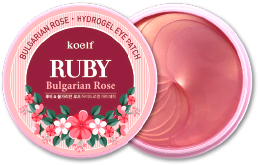 BULGARIAN ROSE • HYDROGEL EYE PATCH
koelf
RUBY
Bulgarian Rose